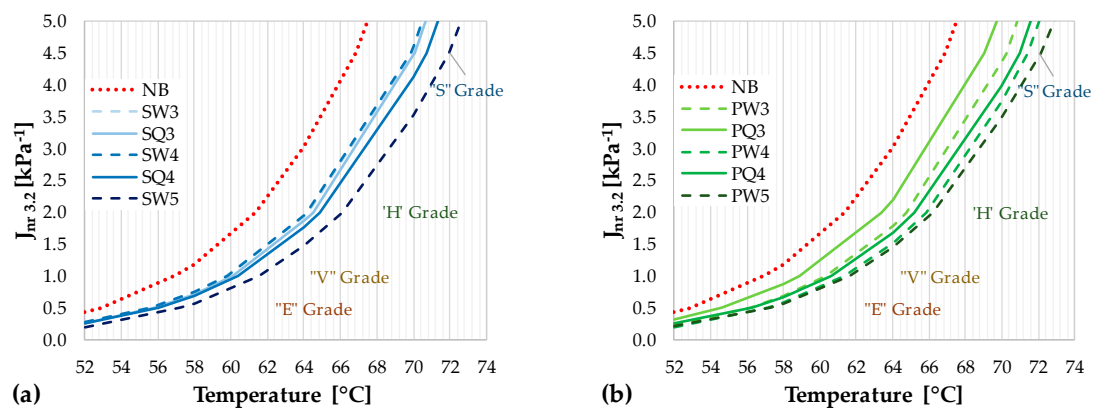 J nr 3.2 [kPa-1]
5.0
4.5
4.0
3.5
3.0
2.5
2.0
1.5
1.0
0.5
0.0
NB
SW3
SQ3
SW4
SQ4
SW5
"S" Grade
'H' Grade
"V" Grade
"E" Grade
52 54 56 58 60 62 64 66 68 70 72 74
(a) Temperature [°C]
J nr 3.2 [kPa-1]
5.0
4.5
4.0
3.5
3.0
2.5
2.0
1.5
1.0
0.5
0.0
NB
PW3
PQ3
PW4
PQ4
PW5
"S" Grade
'H' Grade
"V" Grade
"E" Grade
52 54 56 58 60 62 64 66 68 70 72 74
(b) Temperature [°C]